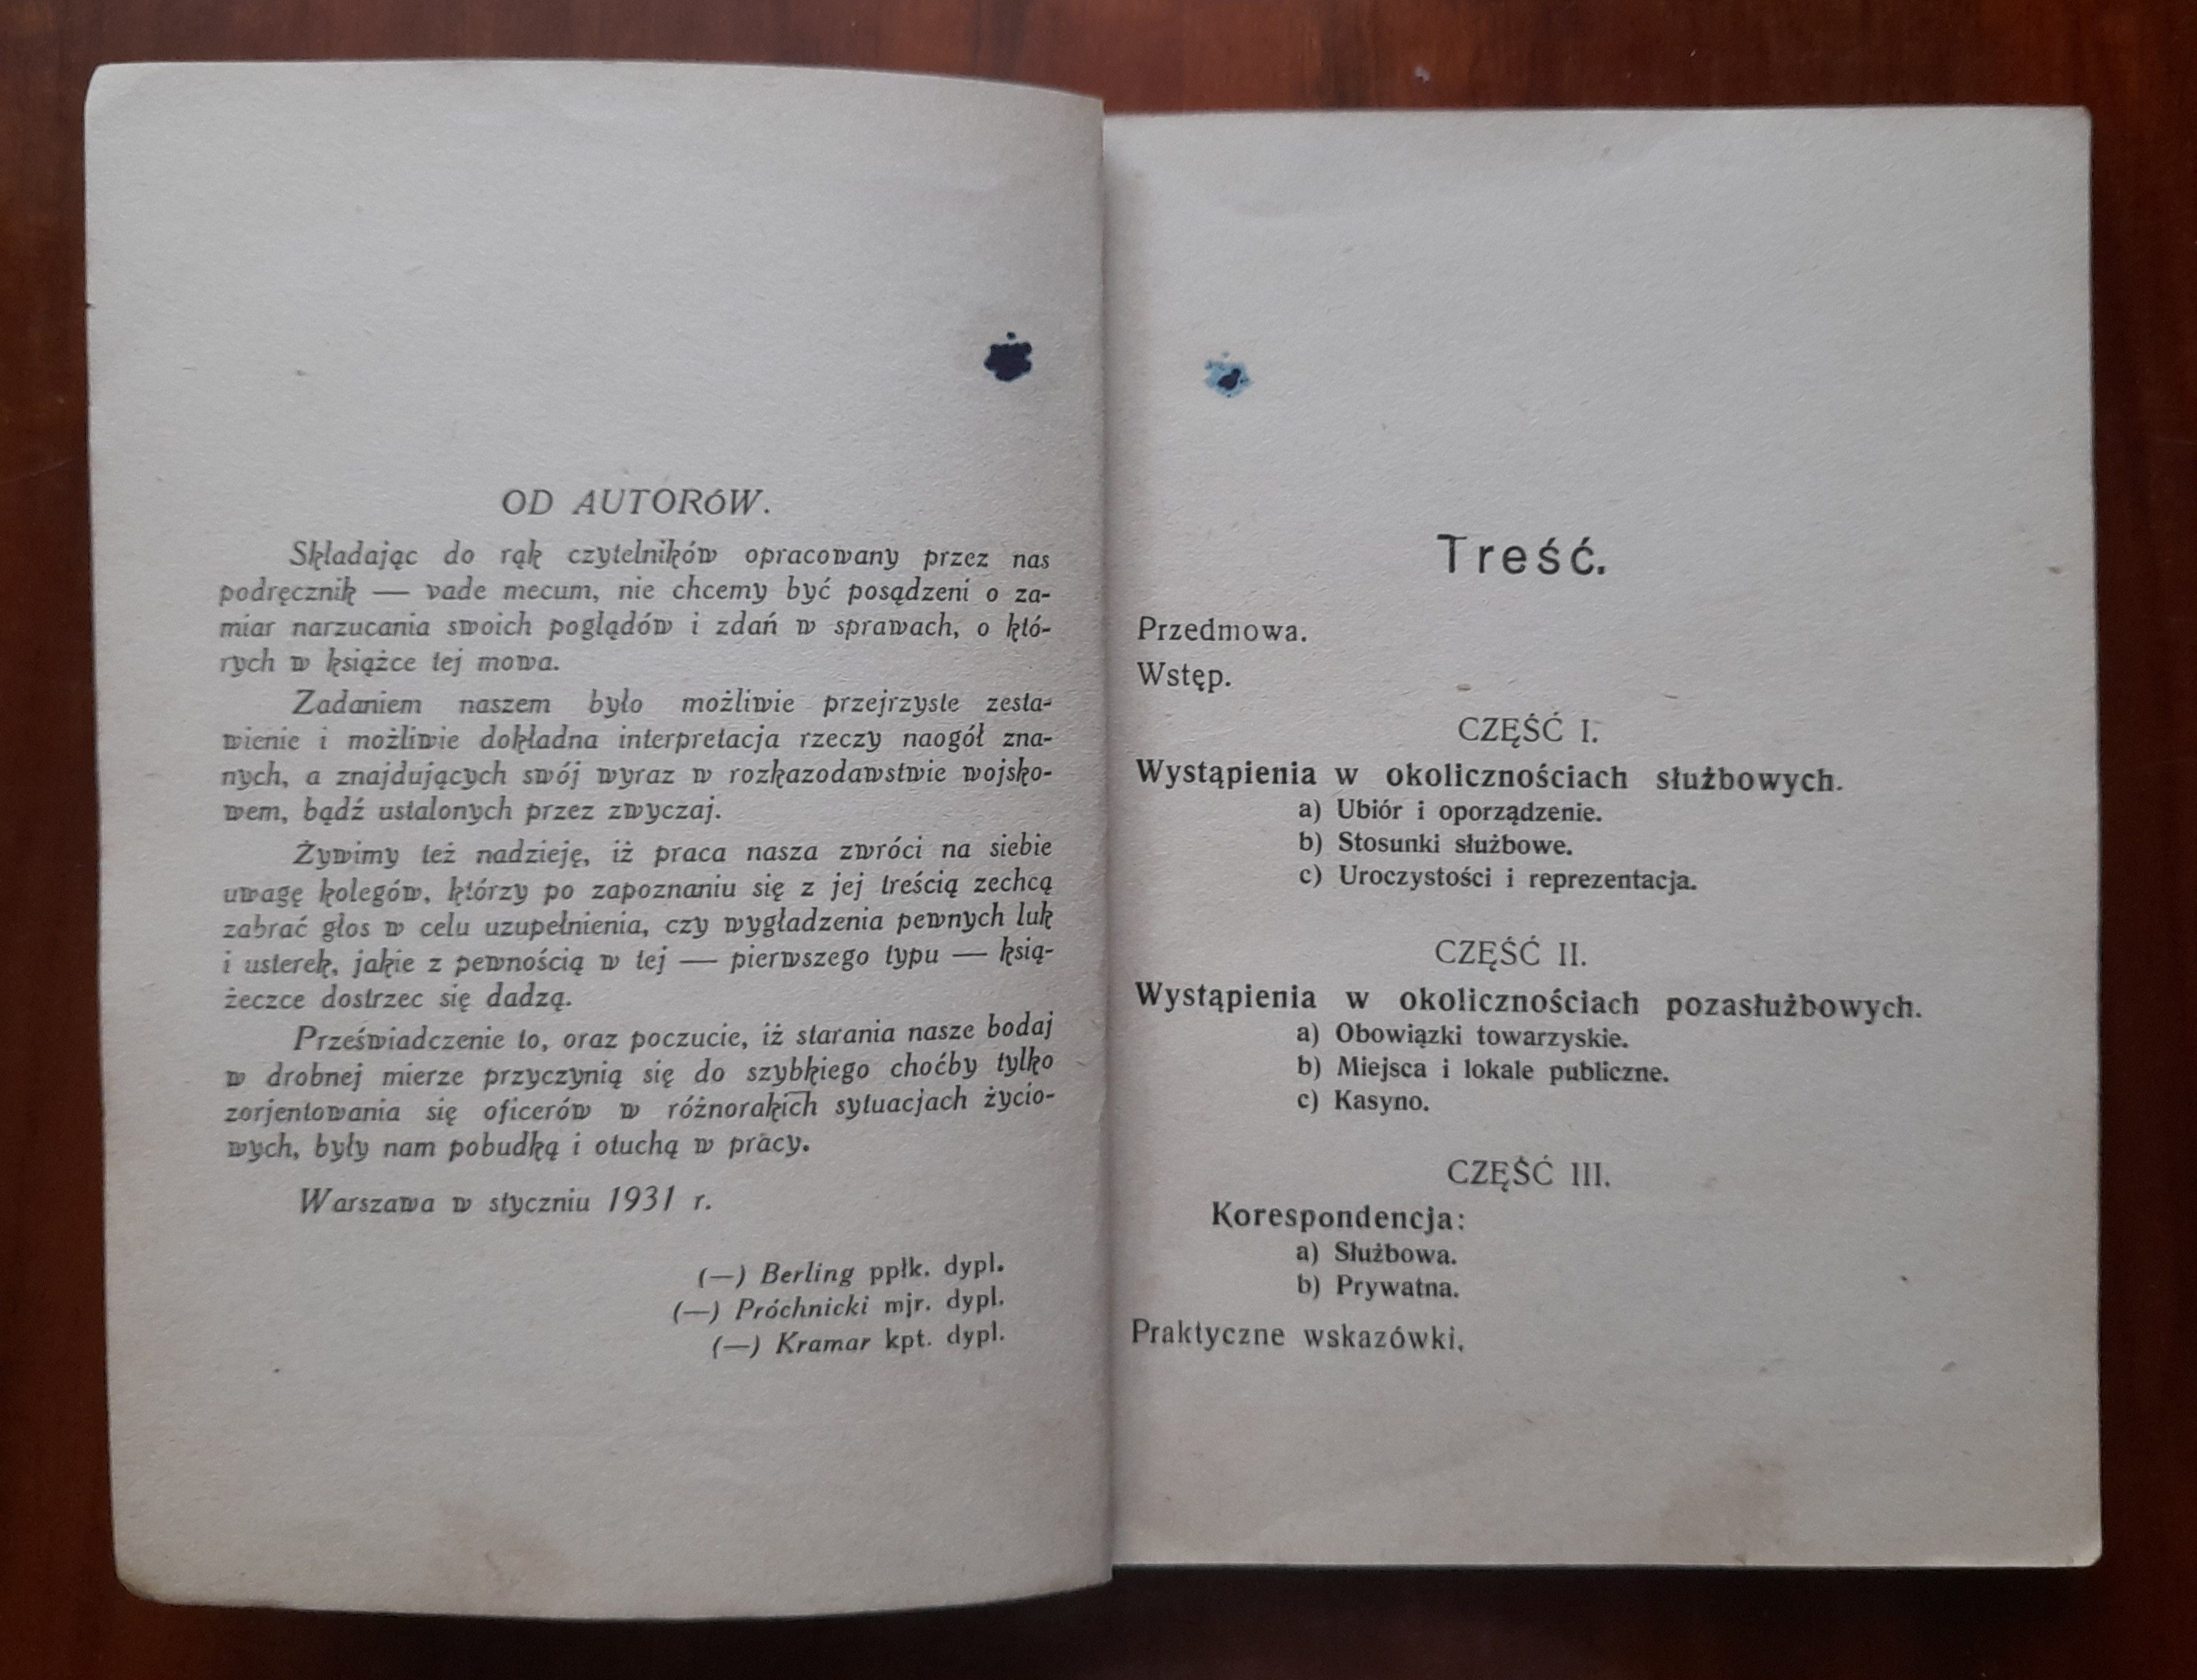 OD AUTORÓW.
Składając do rąk czytelników opracowany przez nas
podręcznik — vade mecum, nie chcemy być posądzeni o za-
miar narzucania swoich poglądów i zdań w sprawach, o któ-
rych w książce tej mowa.
Zadaniem naszem było możliwie przejrzyste zesta-
wienie i możliwie dokładna interpretacja rzeczy naogół zna-
nych, a znajdujących swój wyraz w rozkazodawstwie wojsko-
wem, bądź ustalonych przez zwyczaj.
Żywimy też nadzieję, iż praca nasza zwróci na siebie
uwagę kolegów, którzy po zapoznaniu się z jej treścią zechcą
zabrać głos w celu uzupełnienia, czy wygładzenia pewnych luk
i usterek, jakie z pewnością w tej — pierwszego typu — ksią-
żeczce dostrzec się dadzą.
Przeświadczenie to, oraz poczucie, iż starania nasze bodaj
w drobnej mierze przyczynią się do szybkiego choćby tylko
zorjentowania się oficerów w różnorakich sytuacjach życio-
wych, były nam pobudką i otuchą w pracy.
Warszawa w styczniu 1931 r.
(—) Berling ppłk. dypl.
(—) Próchnicki mjr. dypl.
(—) Kramar kpt. dypl.
Treść.
Przedmowa.
Wstęp.
CZĘŚĆ I.
Wystąpienia w okolicznościach służbowych.
a) Ubiór i oporządzenie.
b) Stosunki służbowe.
c) Uroczystości i reprezentacja.
CZĘŚĆ II.
Wystąpienia w okolicznościach pozasłużbowych.
a) Obowiązki towarzyskie.
b) Miejsca i lokale publiczne.
c) Kasyno.
CZĘŚĆ III.
Korespondencja:
a) Służbowa.
b) Prywatna.
Praktyczne wskazówki.